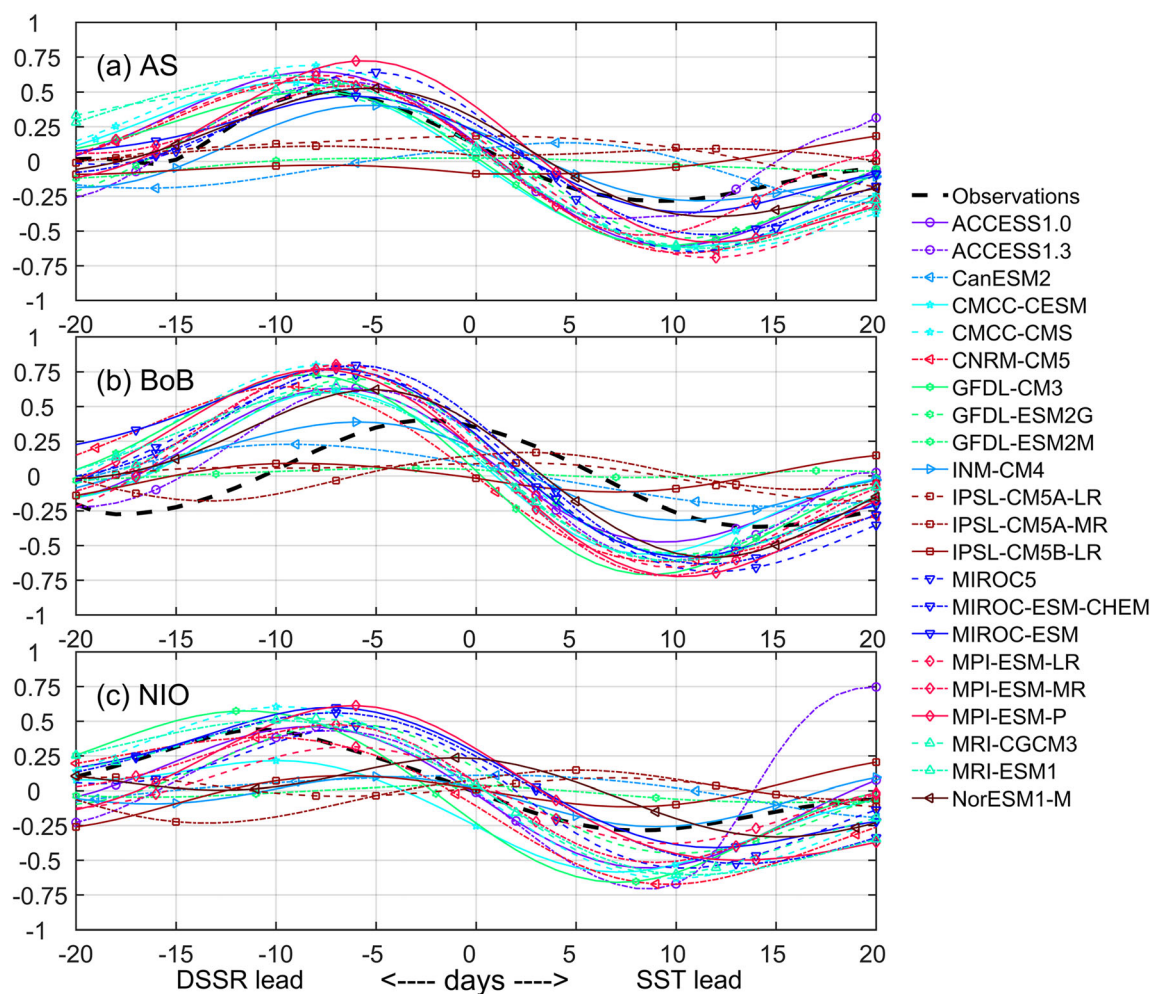 1
0.75
(a) AS
0.5
0.25
0
-0.25
-0.5
-0.75
-1
-20 -15 -10 -5 0 5 10 15 20
1
0.75
(b) BoB
0.5
0.25
0
-0.25
-0.5
-0.75
-1
-20 -15 -10 -5 0 5 10 15 20
1
0.75
(c) NIO
0.5
0.25
0
-0.25
-0.5
-0.75
-1
-20 -15 -10 -5 0 5 10 15 20
DSSR lead <---- days ----> SST lead
Observations
ACCESS1.0
ACCESS1.3
CanESM2
CMCC-CESM
CMCC-CMS
CNRM-CM5
GFDL-CM3
GFDL-ESM2G
GFDL-ESM2M
INM-CM4
IPSL-CM5A-LR
IPSL-CM5A-MR
IPSL-CM5B-LR
MIROC5
MIROC-ESM-CHEM
MIROC-ESM
MPI-ESM-LR
MPI-ESM-MR
MPI-ESM-P
MRI-CGCM3
MRI-ESM1
NorESM1-M